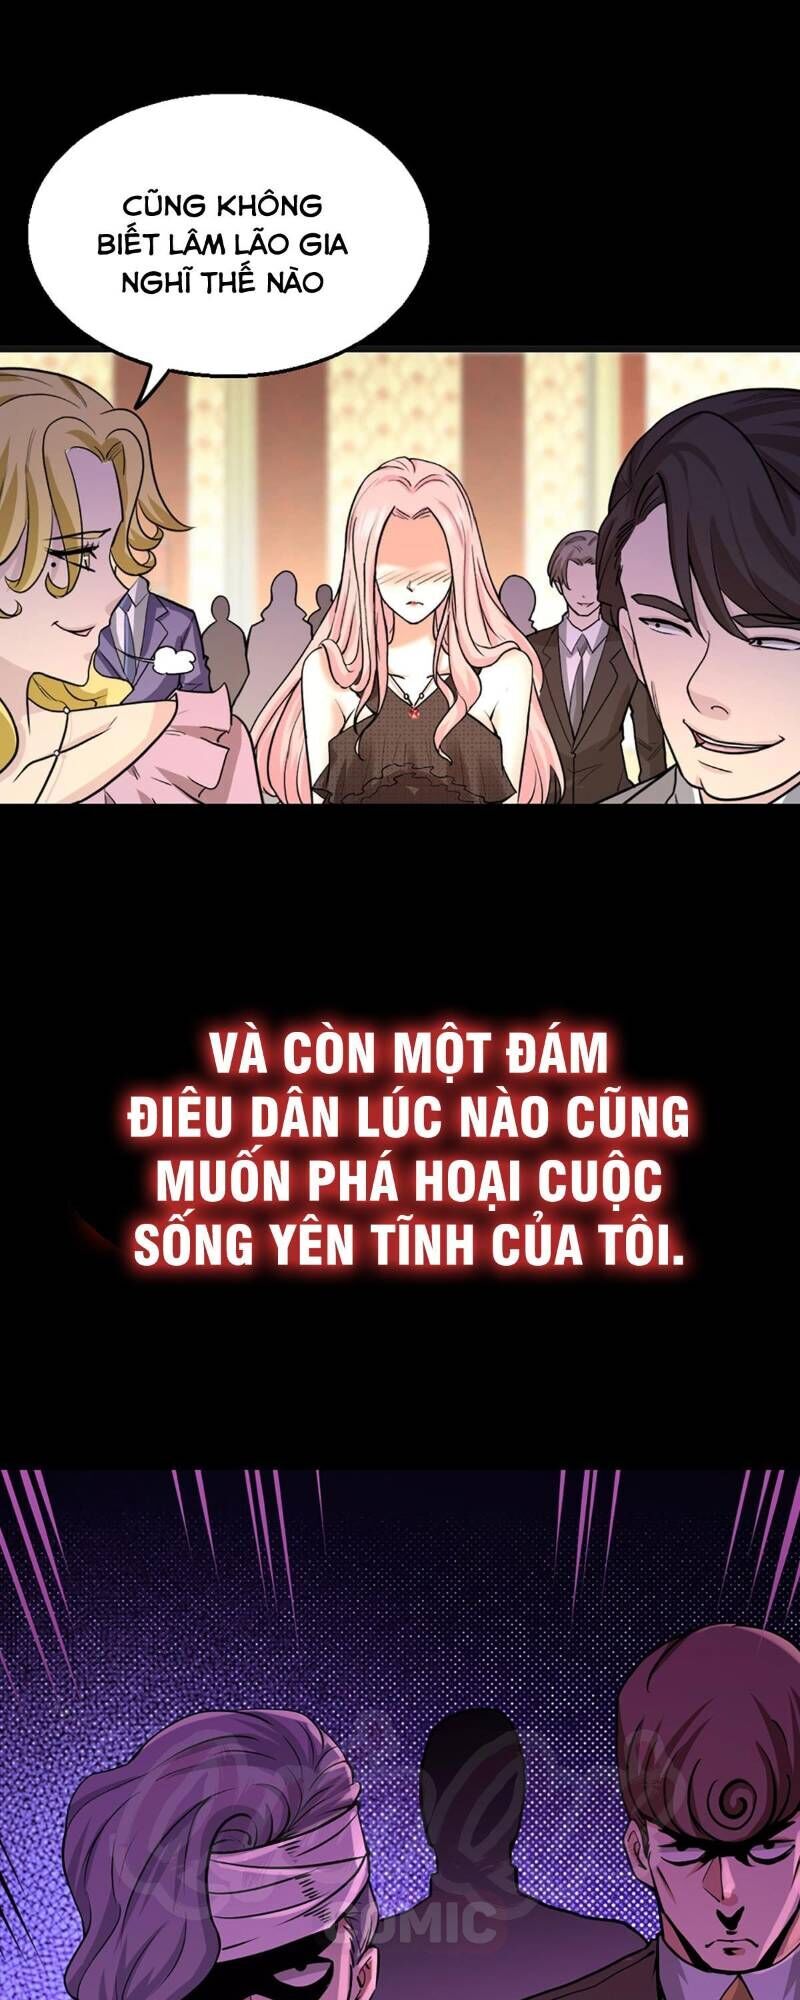 CŨNG KHÔNG
BIẾT LÂM LÃO GIA
NGHĨ THẾ NÀO
VÀ CÒN MỘT ĐÁM
ĐIÊU DÂN LÚC NÀO CŨNG
MUỐN PHÁ HOẠI CUỘC
SỐNG YÊN TĨNH CỦA TÔI.
COMIC